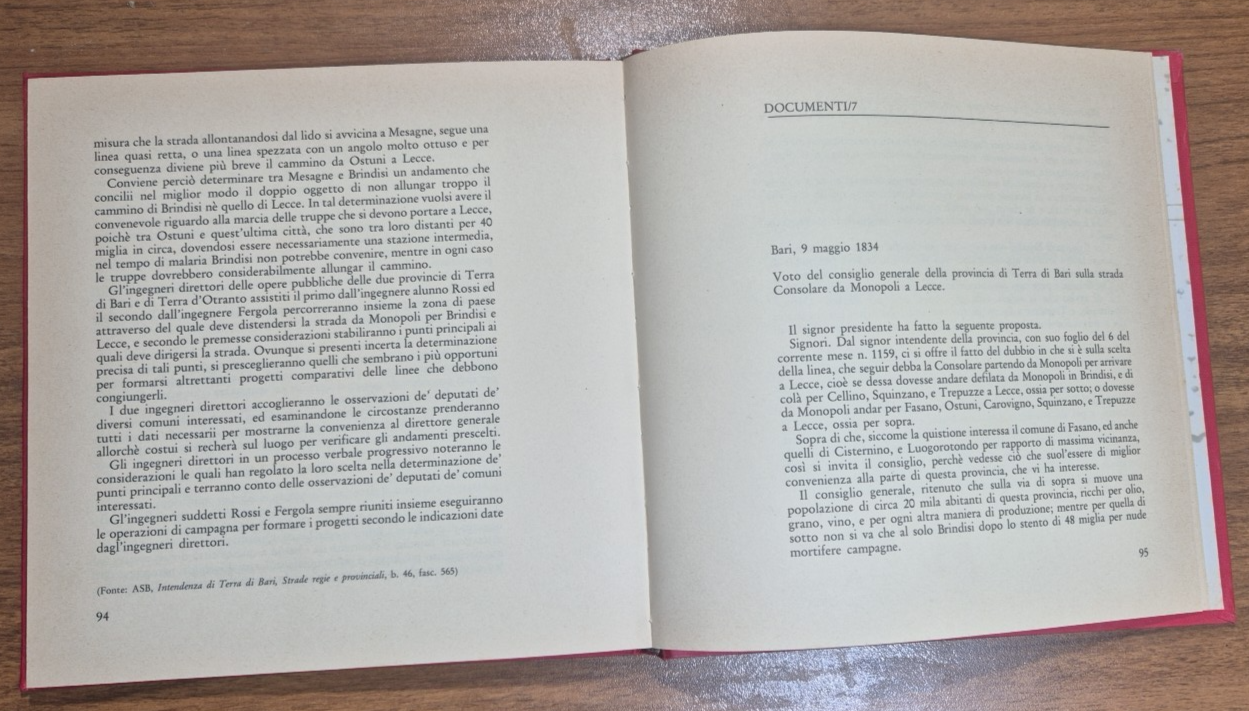 misura che la strada allontanandosi dal lido si avvicina a Mesagne, segue una
linea quasi retta, o una linea spezzata con un angolo molto ottuso e per
conseguenza diviene più breve il cammino da Ostuni a Lecce.
Conviene perciò determinare tra Mesagne e Brindisi un andamento che
concilii nel miglior modo il doppio oggetto di non allungar troppo il
cammino di Brindisi nè quello di Lecce. In tal determinazione vuolsi avere il
convenevole riguardo alla marcia delle truppe che si devono portare a Lecce,
poichè tra Ostuni e quest'ultima città, che sono tra loro distanti per 40
miglia in circa, dovendosi essere necessariamente una stazione intermedia,
nel tempo di malaria Brindisi non potrebbe convenire, mentre in ogni caso
le truppe dovrebbero considerabilmente allungar il cammino.
Gl'ingegneri direttori delle opere pubbliche delle due provincie di Terra
di Bari e di Terra d'Otranto assistiti il primo dall'ingegnere alunno Rossi ed
il secondo dall'ingegnere Fergola percorreranno insieme la zona di paese
attraverso del quale deve distendersi la strada da Monopoli per Brindisi e
Lecce, e secondo le premesse considerazioni stabiliranno i punti principali ai
quali deve dirigersi la strada. Ovunque si presenti incerta la determinazione
precisa di tali punti, si presceglieranno quelli che sembrano i più opportuni
per formarsi altrettanti progetti comparativi delle linee che debbono
congiungerli.
I due ingegneri direttori accoglieranno le osservazioni de' deputati de'
diversi comuni interessati, ed esaminandone le circostanze prenderanno
tutti i dati necessarii per mostrarne la convenienza al direttore generale
allorchè costui si recherà sul luogo per verificare gli andamenti prescelti.
Gli ingegneri direttori in un processo verbale progressivo noteranno le
considerazioni le quali han regolato la loro scelta nella determinazione de'
punti principali e terranno conto delle osservazioni de' deputati de' comuni
interessati.
Gl'ingegneri suddetti Rossi e Fergola sempre riuniti insieme eseguiranno
le operazioni di campagna per formare i progetti secondo le indicazioni date
dagl'ingegneri direttori.
(Fonte: ASB, Intendenza di Terra di Bari, Strade regie e provinciali, b. 46, fasc. 565)
94
DOCUMENTI/7
Bari, 9 maggio 1834
Voto del consiglio generale della provincia di Terra di Bari sulla strada
Consolare da Monopoli a Lecce.
Il signor presidente ha fatto la seguente proposta.
Signori. Dal signor intendente della provincia, con suo foglio del 6 del
corrente mese n. 1159, ci si offre il fatto del dubbio in che si è sulla scelta
della linea, che seguir debba la Consolare partendo da Monopoli per arrivare
a Lecce, cioè se dessa dovesse andare defilata da Monopoli in Brindisi, e di
colà per Cellino, Squinzano, e Trepuzze a Lecce, ossia per sotto; o dovesse
da Monopoli andar per Fasano, Ostuni, Carovigno, Squinzano, e Trepuzze
a Lecce, ossia per sopra.
Sopra di che, siccome la quistione interessa il comune di Fasano, ed anche
quelli di Cisternino, e Luogorotondo per rapporto di massima vicinanza,
così si invita il consiglio, perchè vedesse ciò che suol'essere di miglior
convenienza alla parte di questa provincia, che vi ha interesse.
Il consiglio generale, ritenuto che sulla via di sopra si muove una
popolazione di circa 20 mila abitanti di questa provincia, ricchi per olio,
grano, vino, e per ogni altra maniera di produzione; mentre per quella di
sotto non si va che al solo Brindisi dopo lo stento di 48 miglia per nude
mortifere campagne.
95